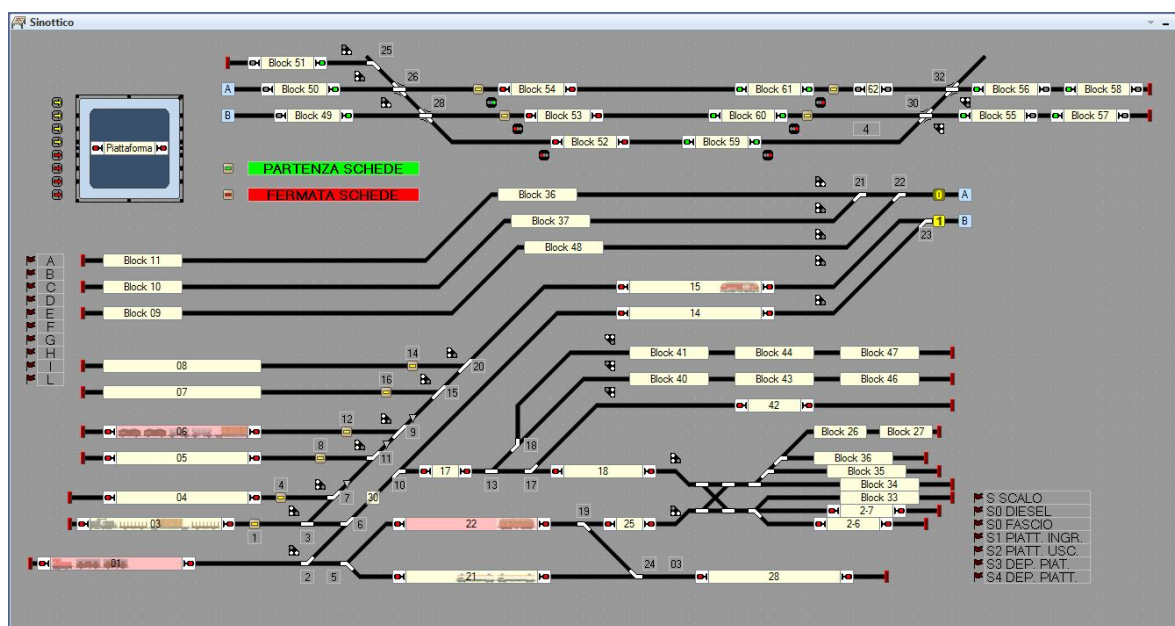 Sinottico
25
Block 51
26
32
A Block 50 Block 54 Block 61 62 Block 56 Block 58
28 30
B Block 49 Block 53 Block 60 4 Block 55 Block 57
Block 52 Block 59
Piattaforma
PARTENZA SCHEDE
FERMATA SCHEDE
21 22
Block 36 0 A
Block 37 1 B
23
Block 48
A Block 11
B
C Block 10 15
D
E Block 09 14
F
G
H
I
L
14
Block 41 Block 44 Block 47
08 20
16
Block 40 Block 43 Block 46
07 15
42
12
06 9 Block 26 Block 27
18
8
05 11 Block 36
17 18 Block 35
10 13 17
4 Block 34
04 7 30 Block 33
2-7
03 22 25 2-6
1 3 6 19
01 24 03
2 5 21 28
S SCALO
S0 DIESEL
S0 FASCIO
S1 PIATT. INGR.
S2 PIATT. USC.
S3 DEP. PIAT.
S4 DEP. PIATT.